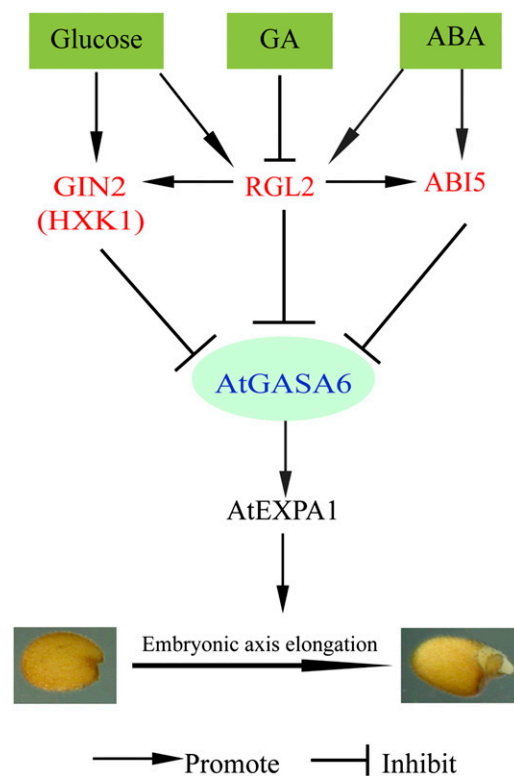 Glucose
GA
ABA
GIN2
(HXK1)
RGL2
ABI5
AtGASA6
AtEXPA1
Embryonic axis elongation
Promote
Inhibit